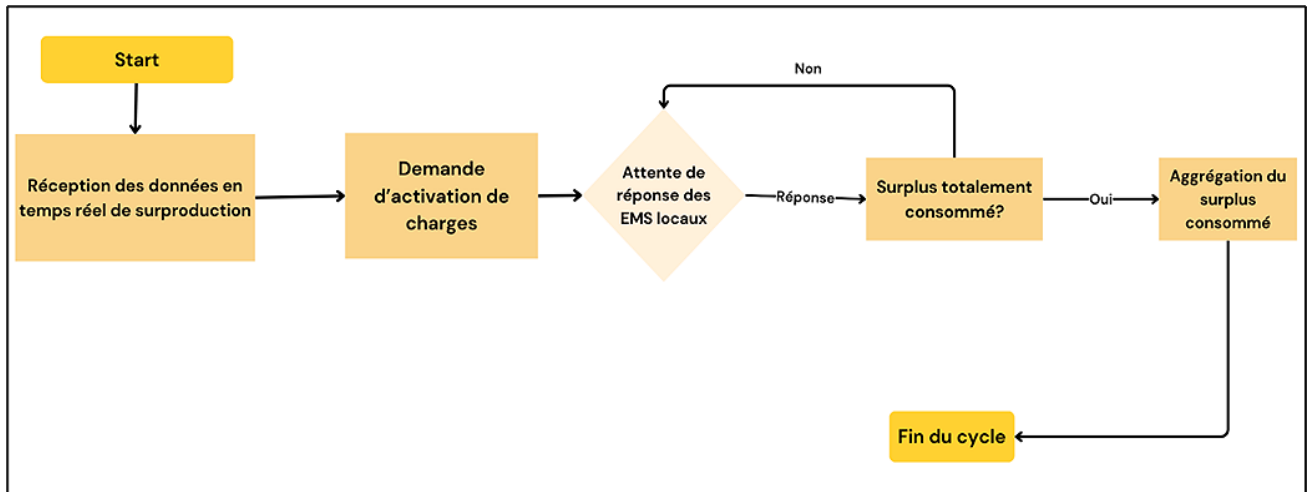 Start
Réception des données en
temps réel de surproduction
Demande
d'activation de
charges
Attente de
réponse des
EMS locaux
Réponse
Non
Surplus totalement
consommé?
Oui
Aggrégation du
surplus
consommé
Fin du cycle